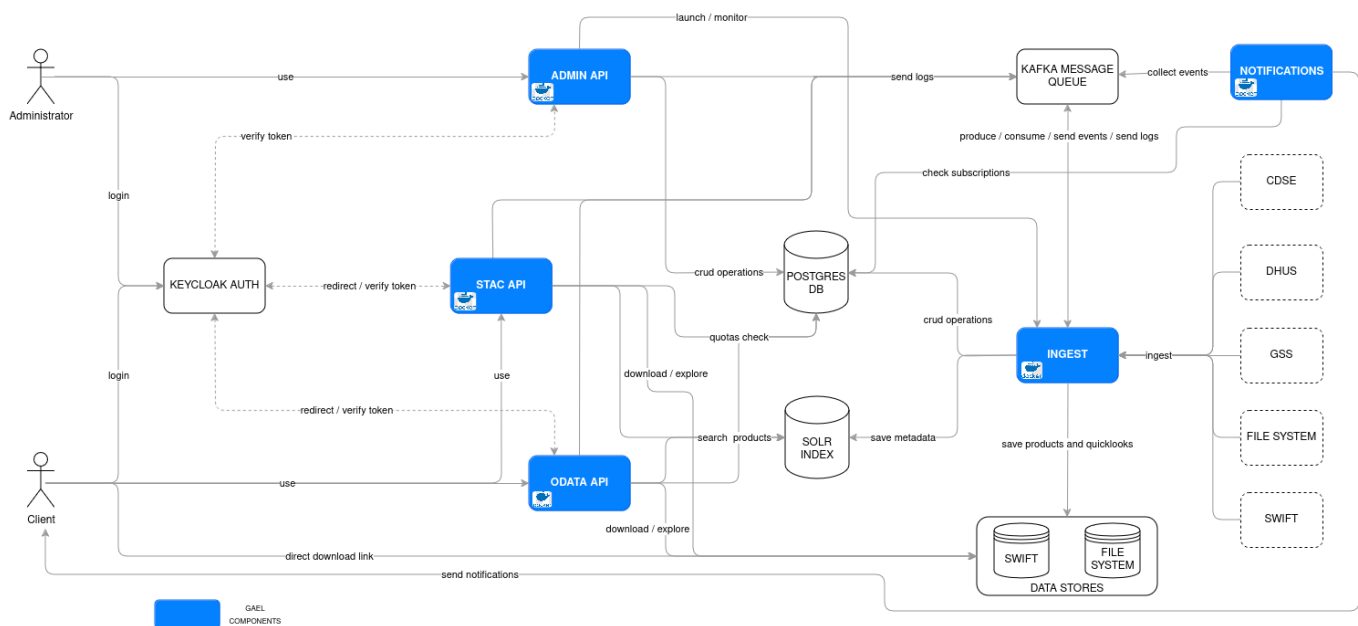 launch / monitor
Administrator
use
ADMIN API
send logs
KAFKA MESSAGE
QUEUE
collect events
NOTIFICATIONS
verify token
produce / consume / send events / send logs
check subscriptions
CDSE
login
KEYCLOAK AUTH
redirect / verify token
STAC API
crud operations
POSTGRES
DB
DHUS
quotas check
crud operations
INGEST
ingest
GSS
login
use
download / explore
redirect / verify token
search products
SOLR
INDEX
save metadata
save products and quicklooks
FILE SYSTEM
Client
use
ODATA API
download / explore
SWIFT
direct download link
SWIFT
FILE
SYSTEM
DATA STORES
send notifications
GAEL
COMPONENTS